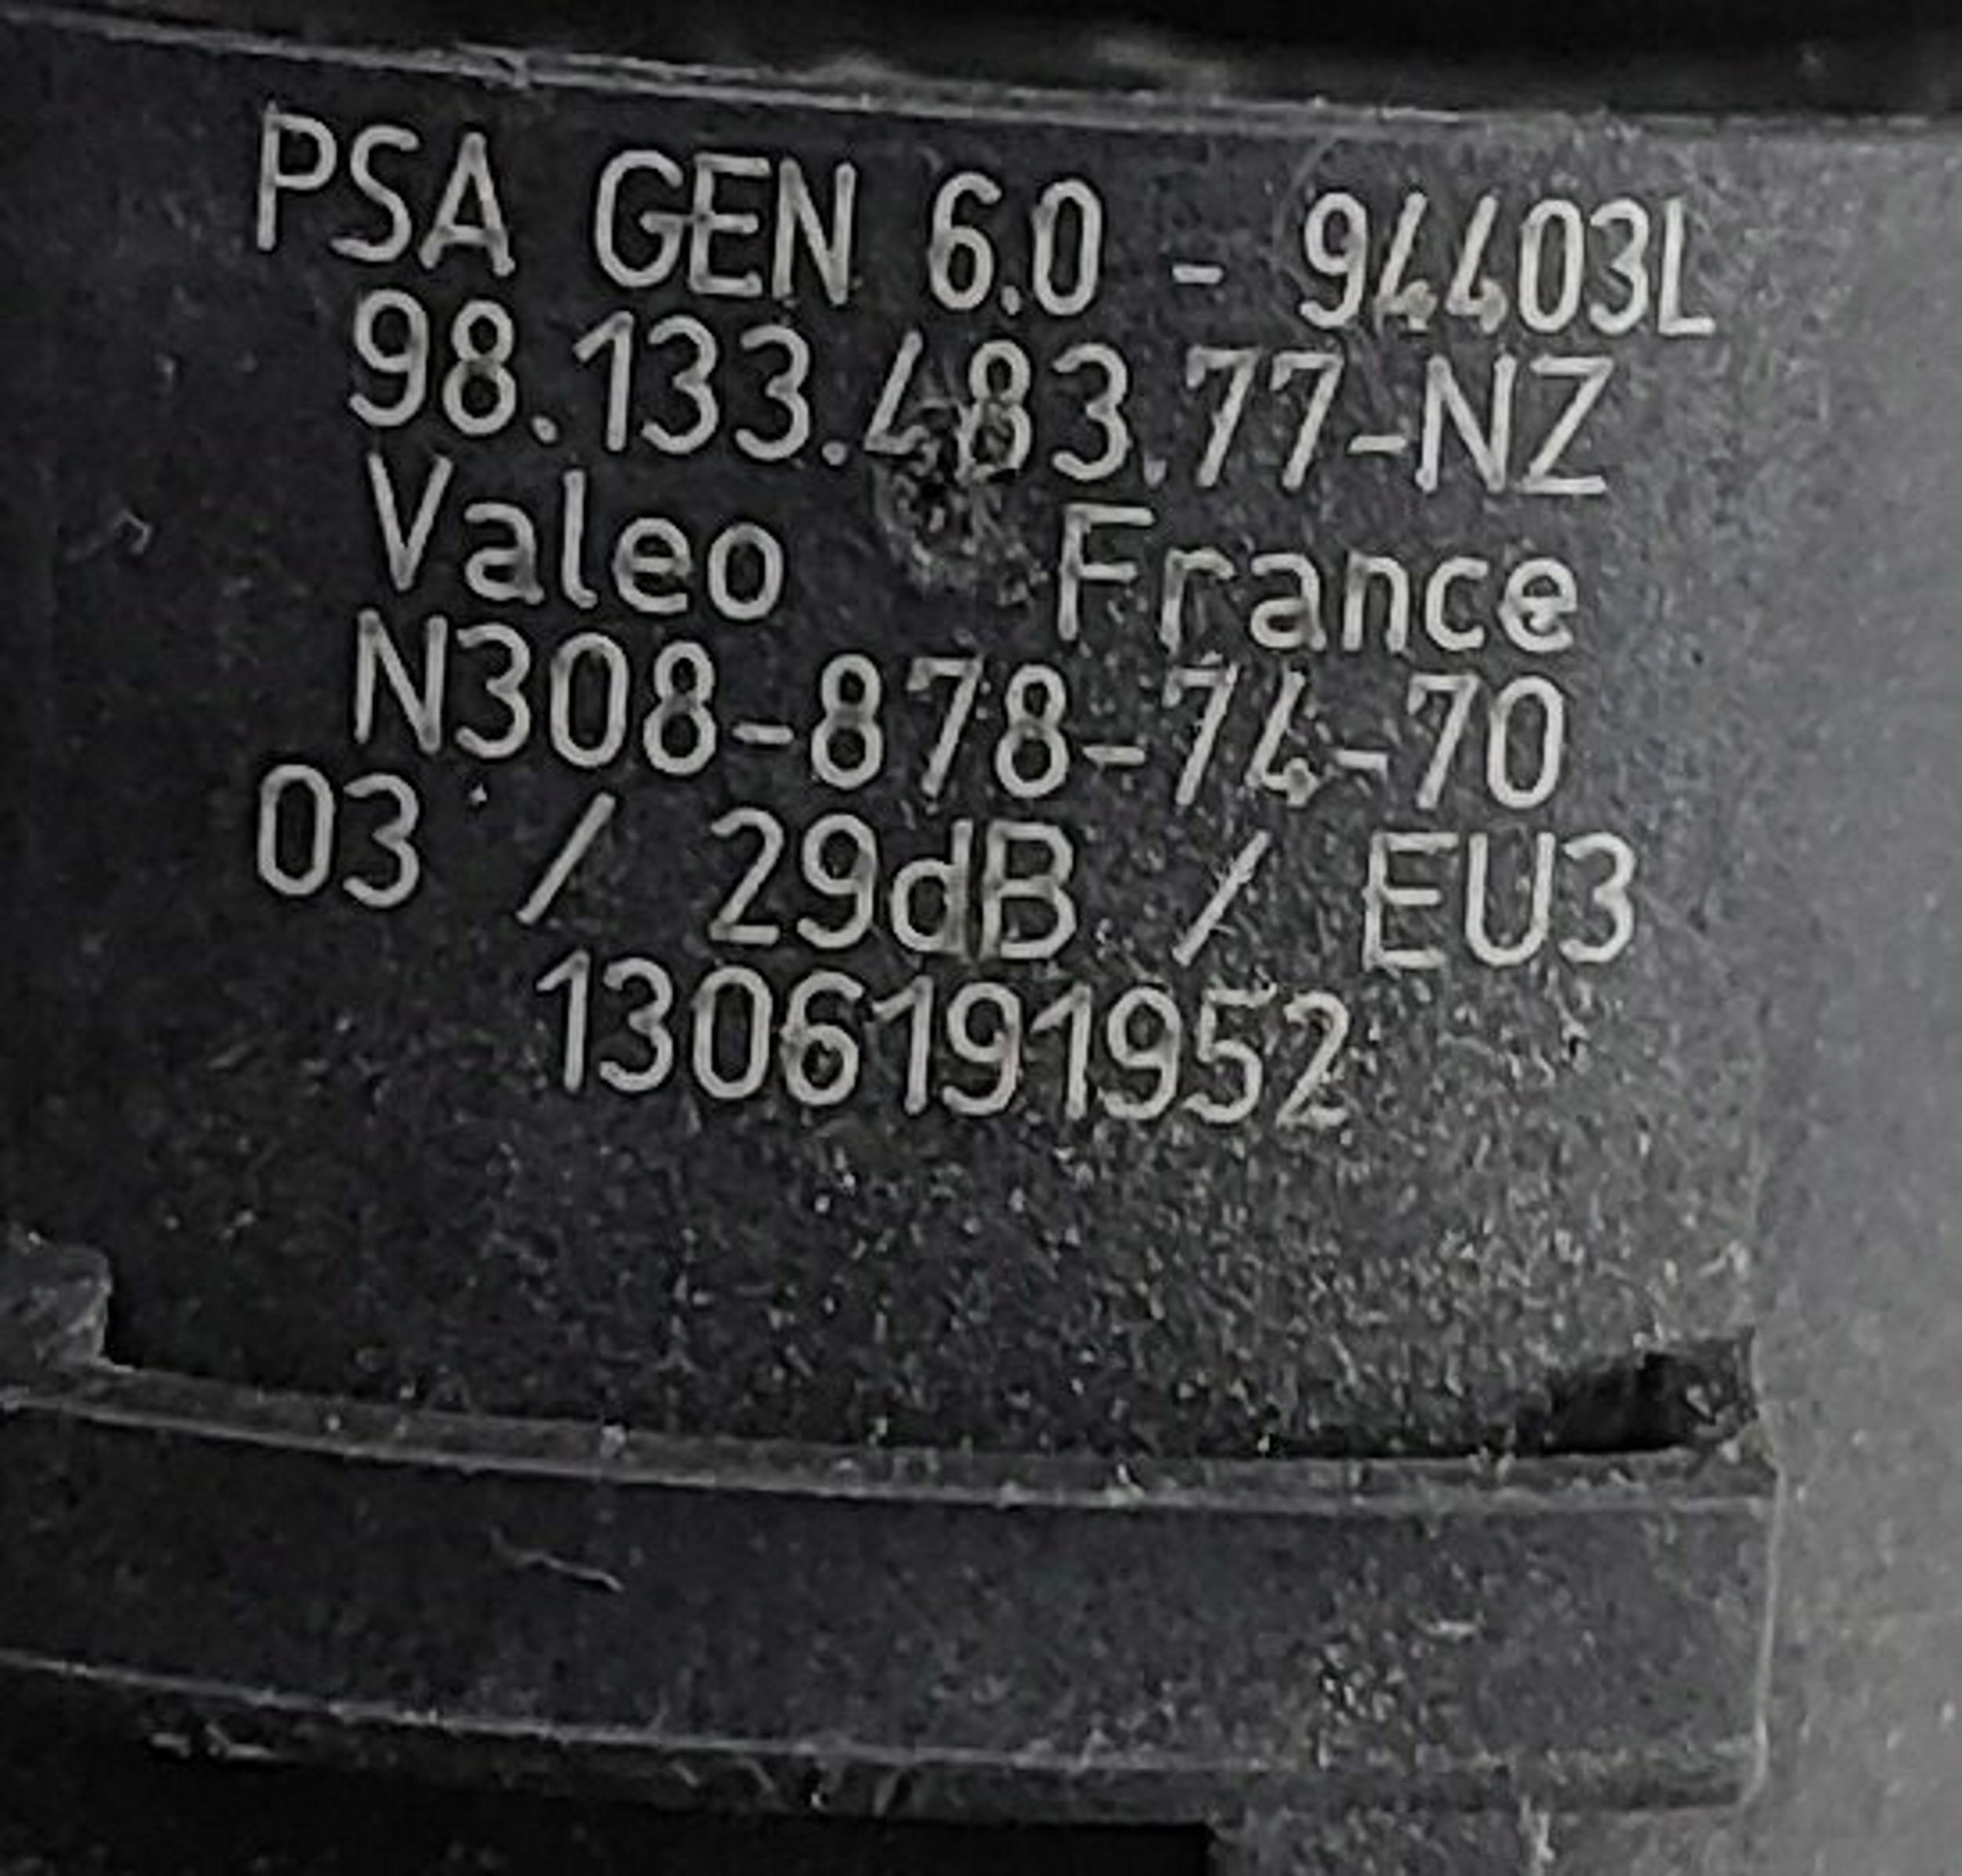 PSA GEN 6.0 - 94403L
98.133.483.77-NZ
Valeo France
N308-878-74-70
03 / 29dB / EU3
1306191952